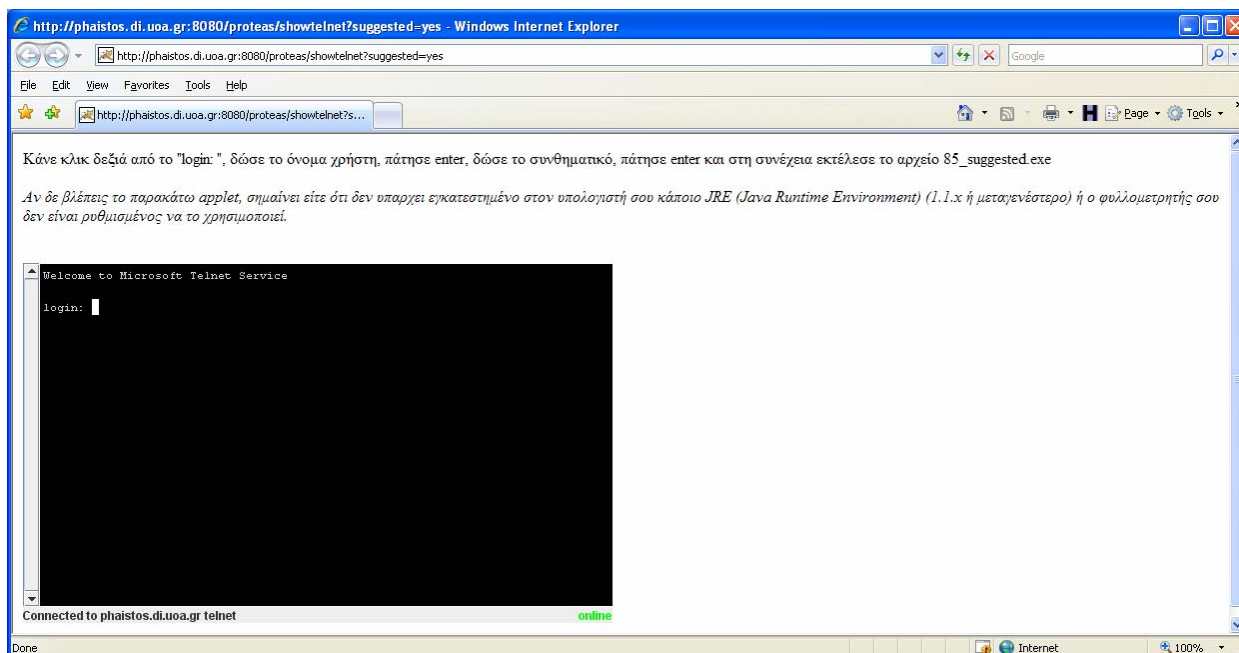 http://phaistos.di.uoa.gr:8080/proteas/showtelnet?suggested=yes - Windows Internet Explorer
http://phaistos.di.uoa.gr:8080/proteas/showtelnet?suggested=yes
Google
File Edit View Favorites Tools Help
http://phaistos.di.uoa.gr:8080/proteas/showtelnet?s...
Page Tools
Κάνε κλικ δεξιά από το "login: ", δώσε το όνομα χρήστη, πάτησε enter, δώσε το συνθηματικό, πάτησε enter και στη συνέχεια εκτέλεσε το αρχείο 85_suggested.exe
Αν δε βλέπεις το παρακάτω applet, σημαίνει είτε ότι δεν υπαρχει εγκατεστημένο στον υπολογιστή σου κάποιο JRE (Java Runtime Environment) (1.1.x ή μεταγενέστερο) ή ο φυλλομετρητής σου
δεν είναι ρυθμισμένος να το χρησιμοποιεί.
Welcome to Microsoft Telnet Service
login:
Connected to phaistos.di.uoa.gr telnet online
Done Internet 100%